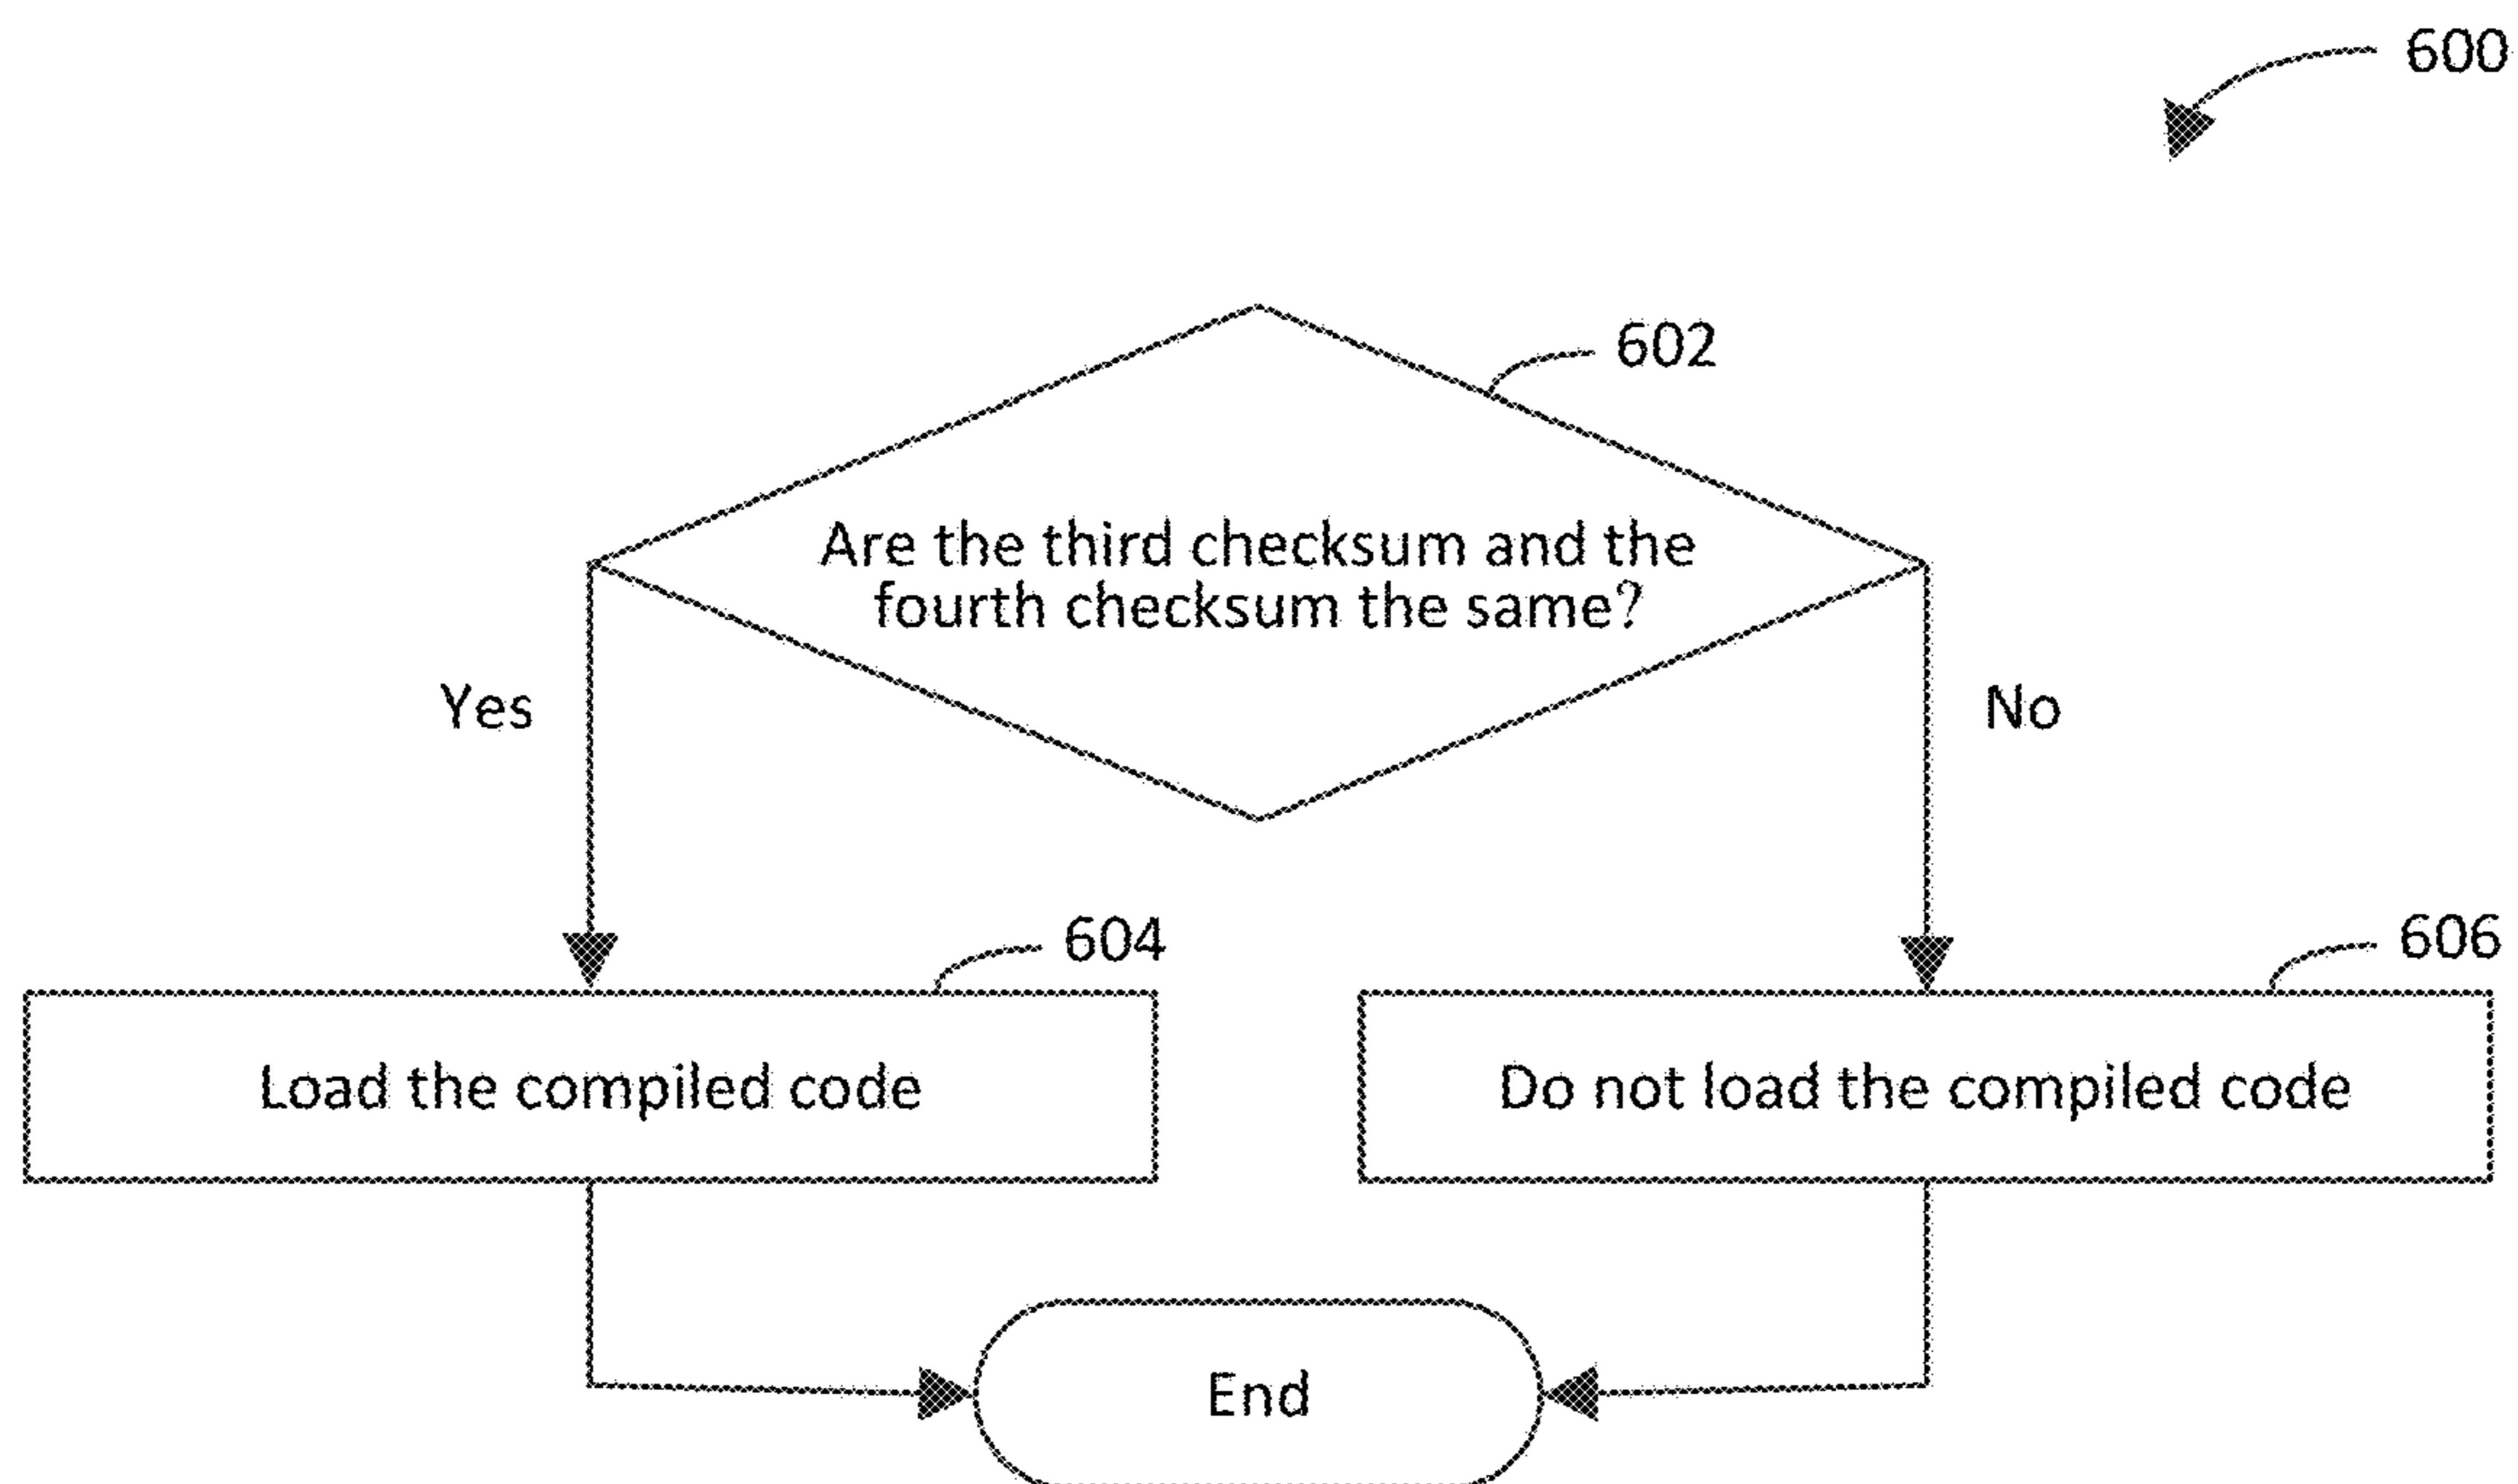 600
602
Are the third checksum and the
fourth checksum the same?
Yes
No
604
606
Load the compiled code
Do not load the compiled code
End